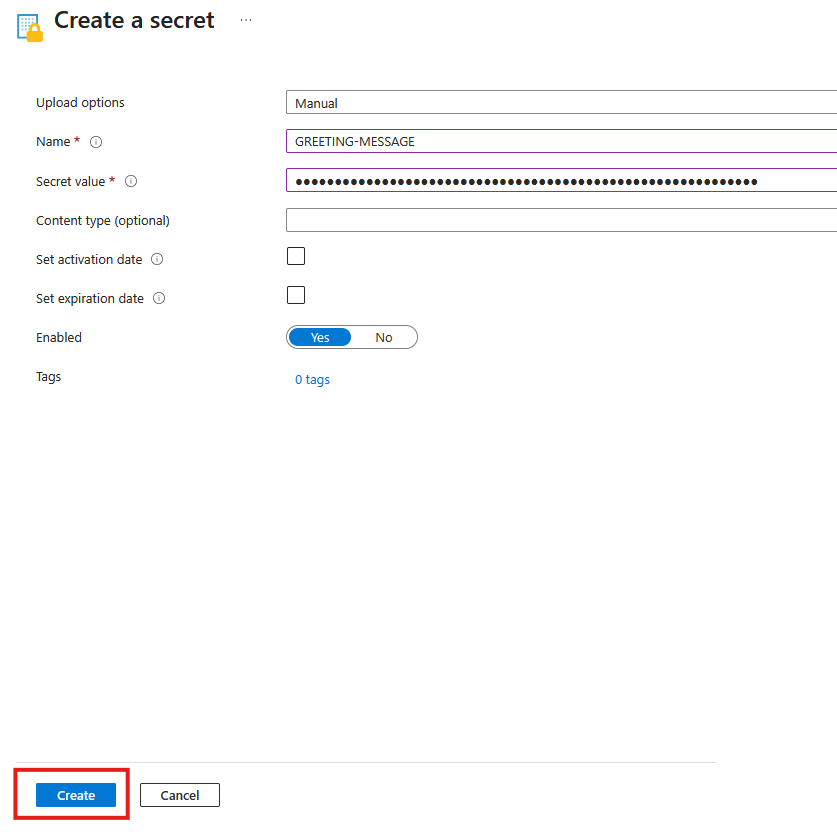 Create a secret ...
Upload options Manual
Name * GREETING-MESSAGE
Secret value * ●●●●●●●●●●●●●●●●●●●●●●●●●●●●●●●●●●●●●●●●●●●●●●●●●●●●●●●●●●●
Content type (optional)
Set activation date
Set expiration date
Enabled Yes No
Tags 0 tags
Create Cancel